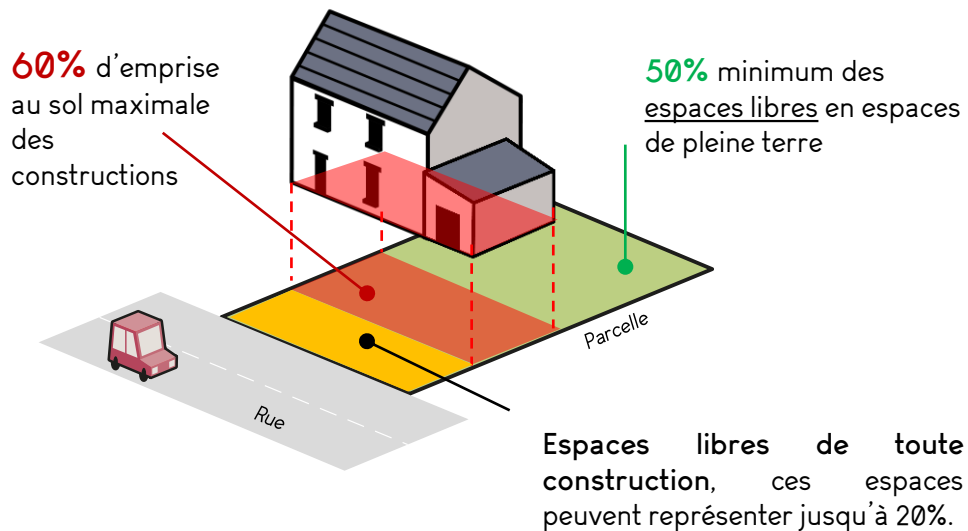 60% d'emprise
au sol maximale
des
constructions
50% minimum des
espaces libres en espaces
de pleine terre
Parcelle
Rue
Espaces libres de toute
construction, ces espaces
peuvent représenter jusqu'à 20%.